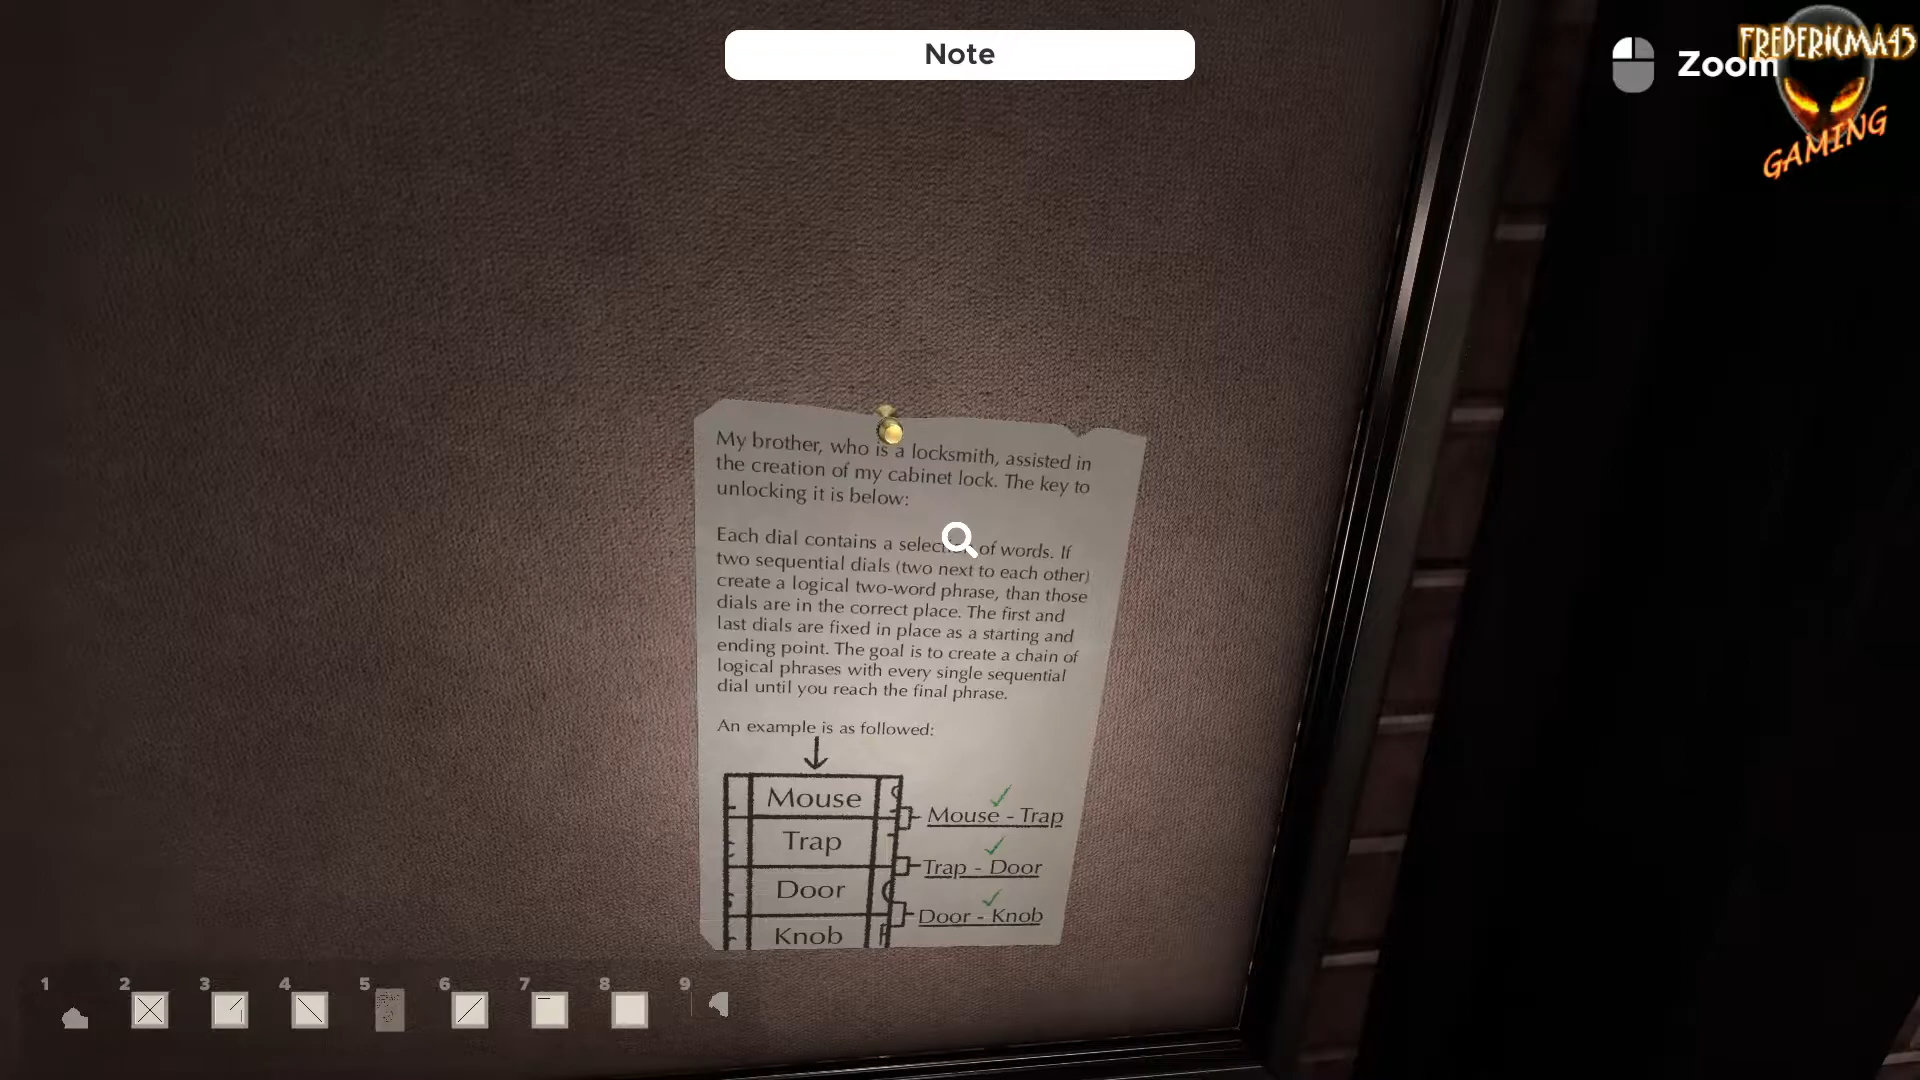 Note
Zoom
FREDERICMA45
GAMING
My brother, who is a locksmith, assisted in
the creation of my cabinet lock. The key to
unlocking it is below:
Each dial contains a selection of words. If
two sequential dials (two next to each other)
create a logical two-word phrase, than those
dials are in the correct place. The first and
last dials are fixed in place as a starting and
ending point. The goal is to create a chain of
logical phrases with every single sequential
dial until you reach the final phrase.
An example is as followed:
Mouse
Mouse - Trap
Trap
Trap - Door
Door
Door - Knob
Knob
1 2 3 4 5 6 7 8 9